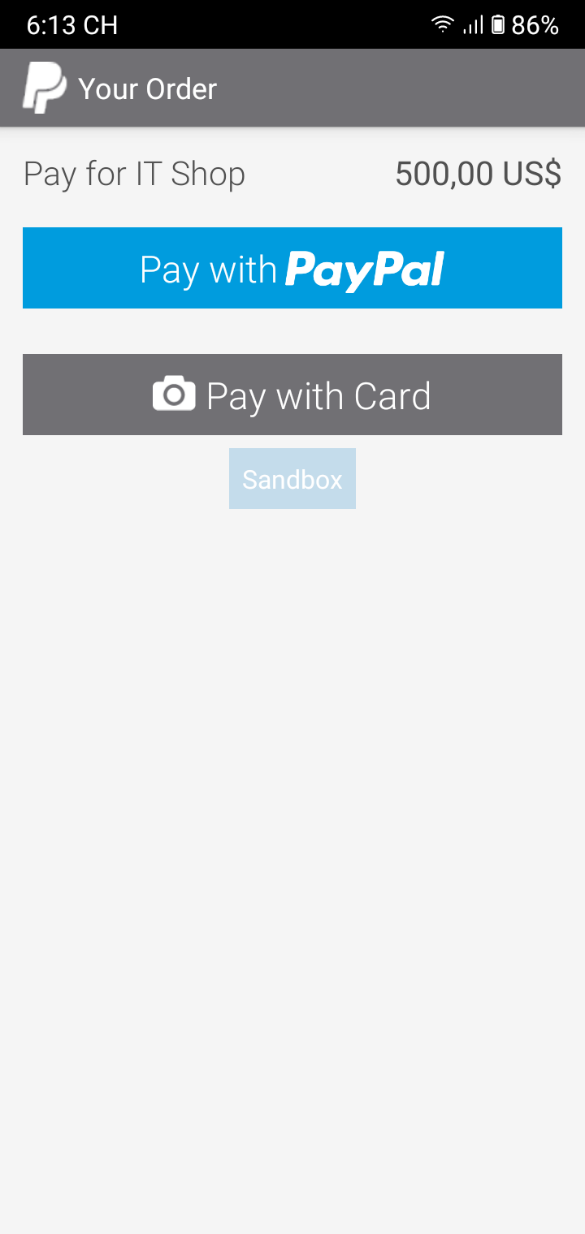 6:13 CH 86%
Your Order
Pay for IT Shop 500,00 US$
Pay with PayPal
Pay with Card
Sandbox